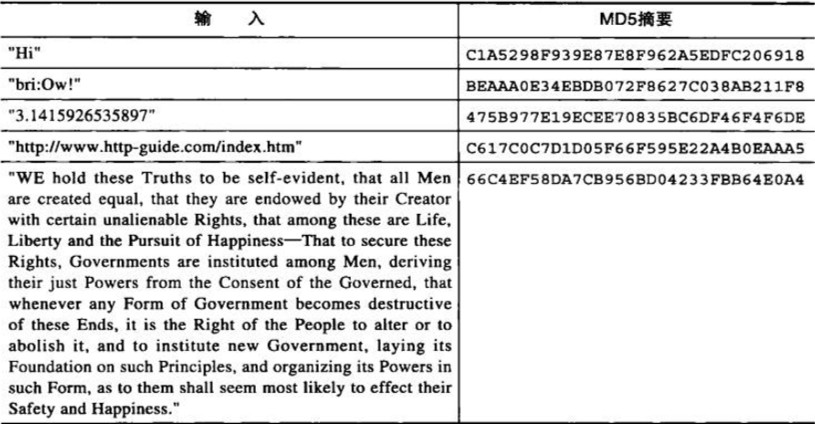 输 入 MD5摘要
"Hi" C1A5298F939E87E8F962A5EDFC206918
"bri:Ow!" BEAAA0E34EBDB072F8627C038AB211F8
"3.1415926535897" 475B977E19ECEE70835BC6DF46F4F6DE
"http://www.http-guide.com/index.htm" C617C0C7D1D05F66F595E22A4B0EAAA5
"WE hold these Truths to be self-evident, that all Men 66C4EF58DA7CB956BD04233FBB64E0A4
are created equal, that they are endowed by their Creator
with certain unalienable Rights, that among these are Life,
Liberty and the Pursuit of Happiness—That to secure these
Rights, Governments are instituted among Men, deriving
their just Powers from the Consent of the Governed, that
whenever any Form of Government becomes destructive
of these Ends, it is the Right of the People to alter or to
abolish it, and to institute new Government, laying its
Foundation on such Principles, and organizing its Powers in
such Form, as to them shall seem most likely to effect their
Safety and Happiness."